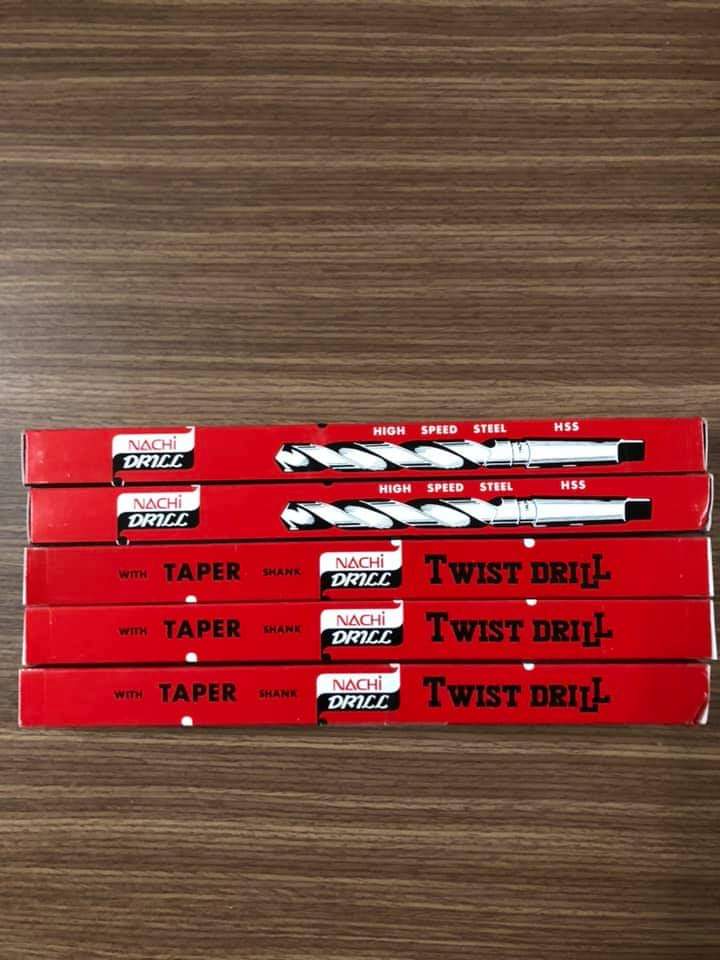 HIGH SPEED STEEL HSS
NACHi
DRILL
HIGH SPEED STEEL HSS
NACHi
DRILL
WITH TAPER SHANK NACHi DRILL TWIST DRILL
WITH TAPER SHANK NACHi DRILL TWIST DRILL
WITH TAPER SHANK NACHi DRILL TWIST DRILL